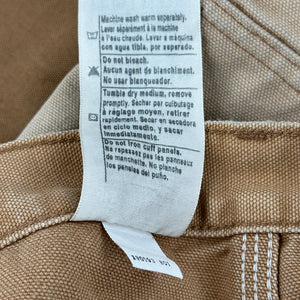 Machine wash warm separately.
Laver séparément à la machine
à l'eau chaude. Lavar a máquina
con agua tibia, por separado.
Do not bleach.
Aucun agent de blanchiment.
No usar blanqueador.
Tumble dry medium, remove
promptly. Sécher par culbutage
à réglage moyen, retirer
rapidement. Secar en secadora
en ciclo medio, y sacar
inmediatamente.
Do not iron cuff panels.
Ne repassez pas les panneaux
de manchette. No planche
los paneles del puño.